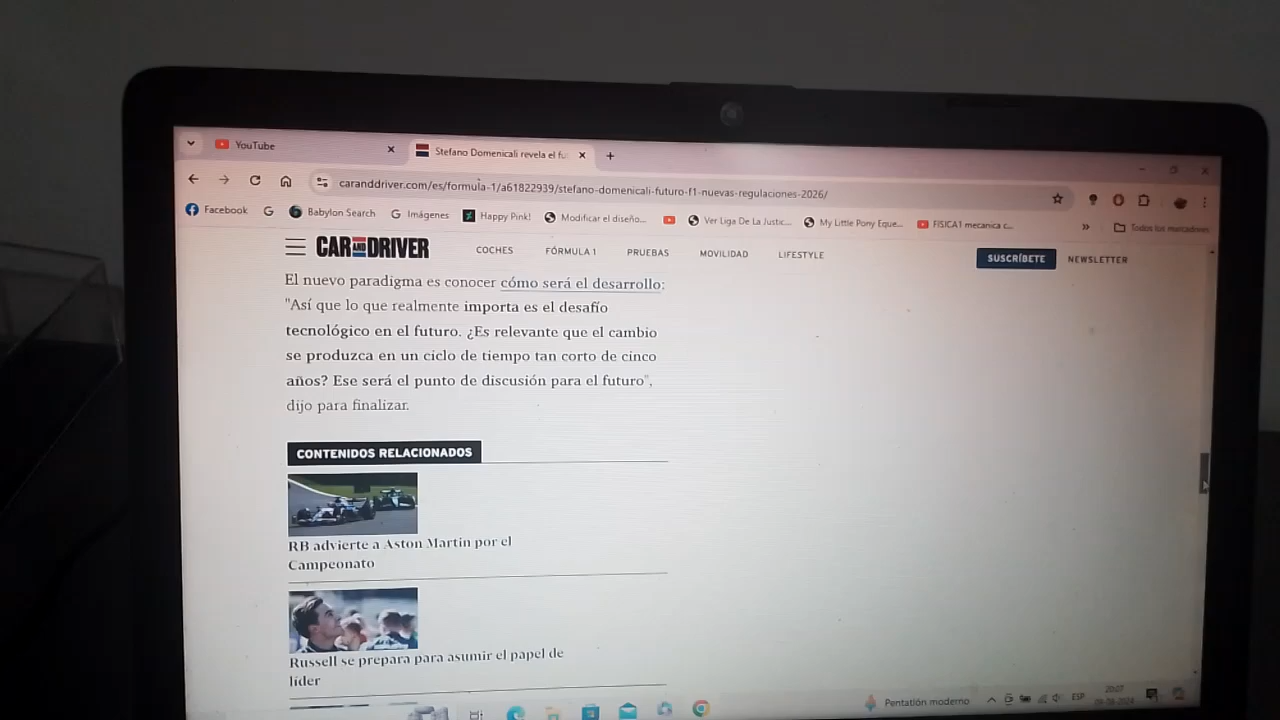 YouTube
Stefano Domenicali revela el fu
caranddriver.com/es/formula-1/a61822939/stefano-domenicali-futuro-f1-nuevas-regulaciones-2026/
Facebook
Babylon Search
Imágenes
Happy Pink!
Modificar el diseño...
Ver Liga De La Justic...
My Little Pony Eque...
FISICA1 mecanica c...
»
Todos los marcadores
CAR AND DRIVER
COCHES
FÓRMULA 1
PRUEBAS
MOVILIDAD
LIFESTYLE
SUSCRÍBETE
NEWSLETTER
El nuevo paradigma es conocer cómo será el desarrollo:
"Así que lo que realmente importa es el desafío
tecnológico en el futuro. ¿Es relevante que el cambio
se produzca en un ciclo de tiempo tan corto de cinco
años? Ese será el punto de discusión para el futuro",
dijo para finalizar.
CONTENIDOS RELACIONADOS
RB advierte a Aston Martin por el
Campeonato
Russell se prepara para asumir el papel de
líder
Pentatlón moderno
ESP
20:07